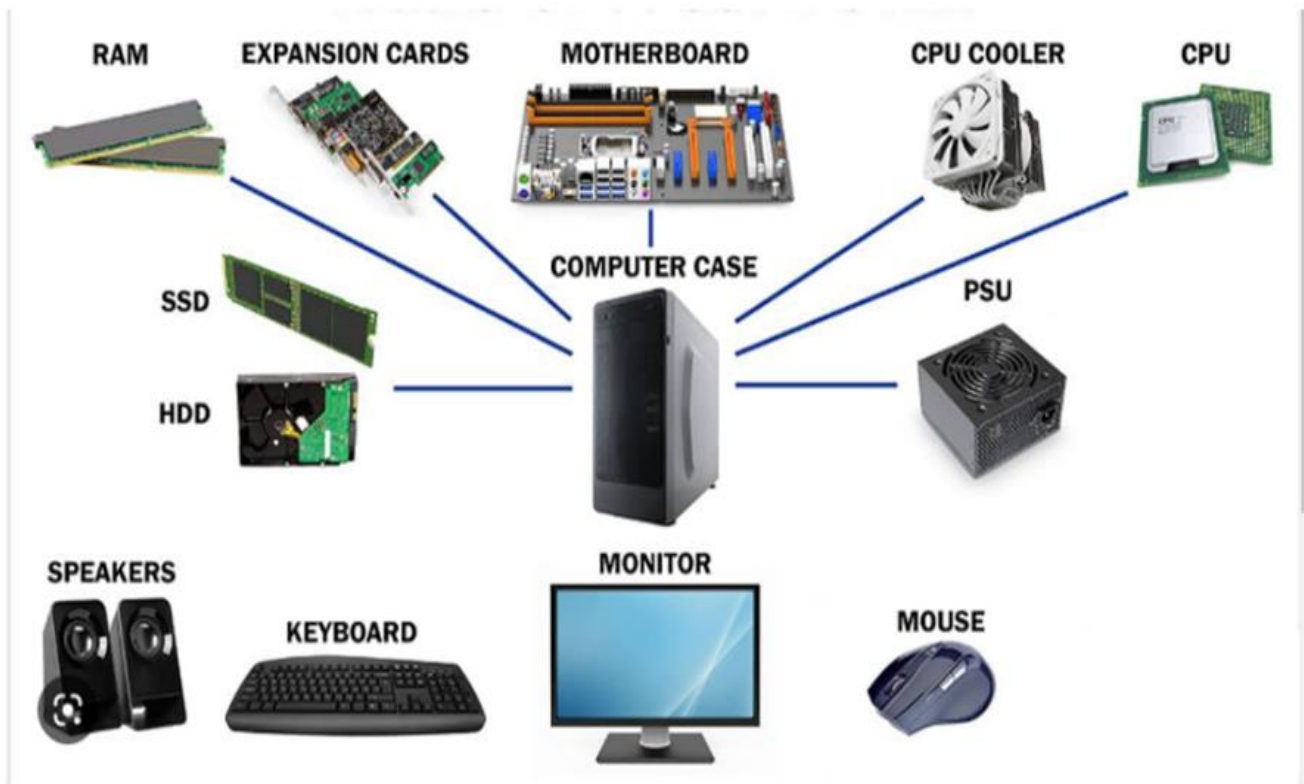 RAM
EXPANSION CARDS
MOTHERBOARD
CPU COOLER
CPU
COMPUTER CASE
SSD
PSU
HDD
SPEAKERS
KEYBOARD
MONITOR
MOUSE